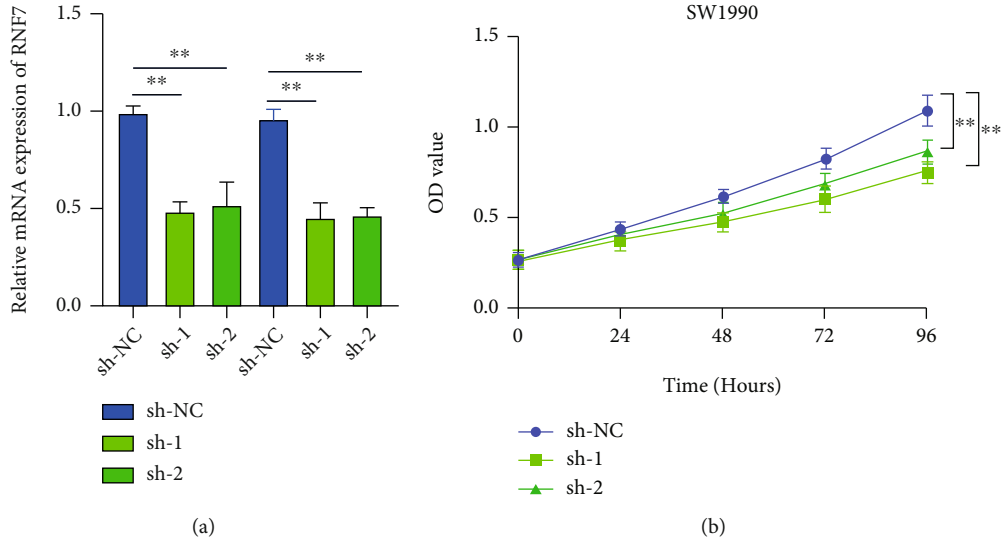 Relative mRNA expression of RNF7
1.5
1.0
0.5
0.0
**
**
**
**
sh-NC
sh-1
sh-2
sh-NC
sh-1
sh-2
sh-NC
sh-1
sh-2
(a)
SW1990
OD value
1.5
1.0
0.5
0.0
**
**
0 24 48 72 96
Time (Hours)
sh-NC
sh-1
sh-2
(b)